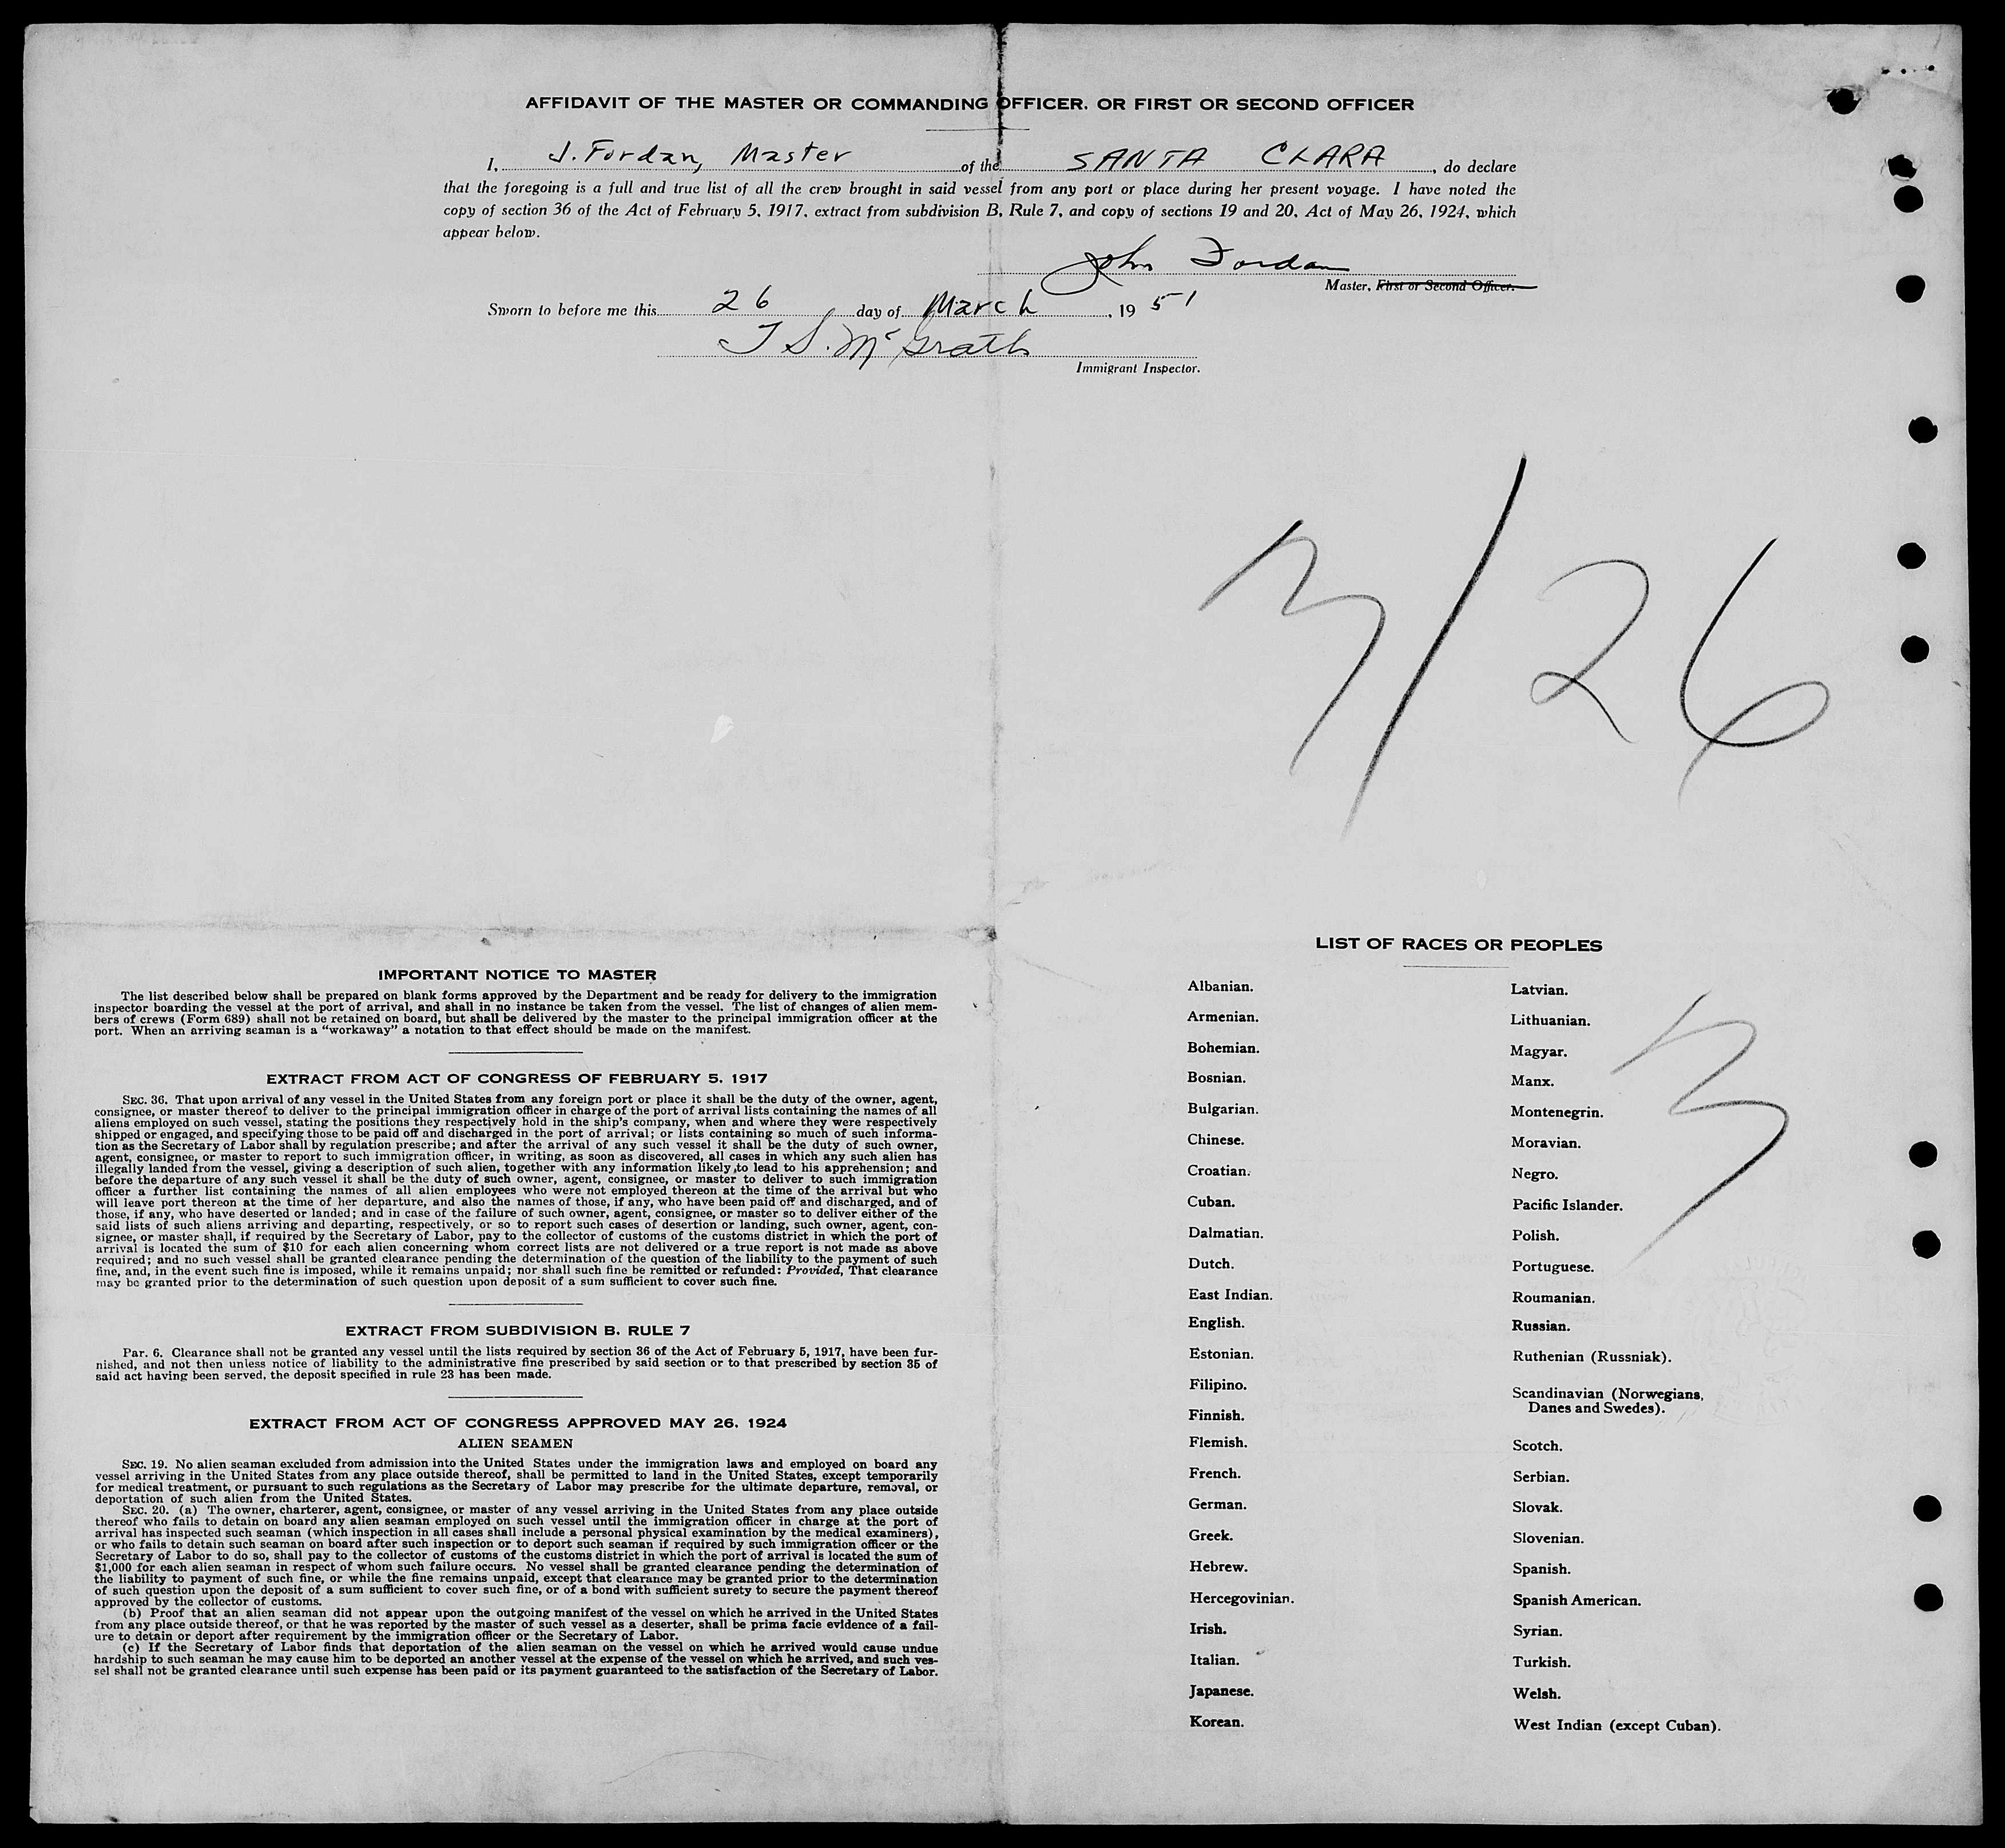 AFFIDAVIT OF THE MASTER OR COMMANDING OFFICER, OR FIRST OR SECOND OFFICER
I, J. Fordan, Master of the SANTA CLARA, do declare
that the foregoing is a full and true list of all the crew brought in said vessel from any port or place during her present voyage. I have noted the
copy of section 36 of the Act of February 5, 1917, extract from subdivision B, Rule 7, and copy of sections 19 and 20, Act of May 26, 1924, which
appear below.
John Fordan
Master, First or Second Officer.
Sworn to before me this 26 day of March, 19 51
T S. McGrath
Immigrant Inspector.
3/26
IMPORTANT NOTICE TO MASTER
The list described below shall be prepared on blank forms approved by the Department and be ready for delivery to the immigration
inspector boarding the vessel at the port of arrival, and shall in no instance be taken from the vessel. The list of changes of alien mem-
bers of crews (Form 689) shall not be retained on board, but shall be delivered by the master to the principal immigration officer at the
port. When an arriving seaman is a "workaway" a notation to that effect should be made on the manifest.
EXTRACT FROM ACT OF CONGRESS OF FEBRUARY 5, 1917
SEC. 36. That upon arrival of any vessel in the United States from any foreign port or place it shall be the duty of the owner, agent,
consignee, or master thereof to deliver to the principal immigration officer in charge of the port of arrival lists containing the names of all
aliens employed on such vessel, stating the positions they respectively hold in the ship's company, when and where they were respectively
shipped or engaged, and specifying those to be paid off and discharged in the port of arrival; or lists containing so much of such informa-
tion as the Secretary of Labor shall by regulation prescribe; and after the arrival of any such vessel it shall be the duty of such owner,
agent, consignee, or master to report to such immigration officer, in writing, as soon as discovered, all cases in which any such alien has
illegally landed from the vessel, giving a description of such alien, together with any information likely to lead to his apprehension; and
before the departure of any such vessel it shall be the duty of such owner, agent, consignee, or master to deliver to such immigration
officer a further list containing the names of all alien employees who were not employed thereon at the time of the arrival but who
will leave port thereon at the time of her departure, and also the names of those, if any, who have been paid off and discharged, and of
those, if any, who have deserted or landed; and in case of the failure of such owner, agent, consignee, or master so to deliver either of the
said lists of such aliens arriving and departing, respectively, or so to report such cases of desertion or landing, such owner, agent, con-
signee, or master shall, if required by the Secretary of Labor, pay to the collector of customs of the customs district in which the port of
arrival is located the sum of $10 for each alien concerning whom correct lists are not delivered or a true report is not made as above
required; and no such vessel shall be granted clearance pending the determination of the question of the liability to the payment of such
fine, and, in the event such fine is imposed, while it remains unpaid; nor shall such fine be remitted or refunded: Provided, That clearance
may be granted prior to the determination of such question upon deposit of a sum sufficient to cover such fine.
EXTRACT FROM SUBDIVISION B, RULE 7
Par. 6. Clearance shall not be granted any vessel until the lists required by section 36 of the Act of February 5, 1917, have been fur-
nished, and not then unless notice of liability to the administrative fine prescribed by said section or to that prescribed by section 35 of
said act having been served, the deposit specified in rule 23 has been made.
EXTRACT FROM ACT OF CONGRESS APPROVED MAY 26, 1924
ALIEN SEAMEN
SEC. 19. No alien seaman excluded from admission into the United States under the immigration laws and employed on board any
vessel arriving in the United States from any place outside thereof, shall be permitted to land in the United States, except temporarily
for medical treatment, or pursuant to such regulations as the Secretary of Labor may prescribe for the ultimate departure, removal, or
deportation of such alien from the United States.
SEC. 20. (a) The owner, charterer, agent, consignee, or master of any vessel arriving in the United States from any place outside
thereof who fails to detain on board any alien seaman employed on such vessel until the immigration officer in charge at the port of
arrival has inspected such seaman (which inspection in all cases shall include a personal physical examination by the medical examiners),
or who fails to detain such seaman on board after such inspection or to deport such seaman if required by such immigration officer or the
Secretary of Labor to do so, shall pay to the collector of customs of the customs district in which the port of arrival is located the sum of
$1,000 for each alien seaman in respect of whom such failure occurs. No vessel shall be granted clearance pending the determination of
the liability to payment of such fine, or while the fine remains unpaid, except that clearance may be granted prior to the determination
of such question upon the deposit of a sum sufficient to cover such fine, or of a bond with sufficient surety to secure the payment thereof
approved by the collector of customs.
(b) Proof that an alien seaman did not appear upon the outgoing manifest of the vessel on which he arrived in the United States
from any place outside thereof, or that he was reported by the master of such vessel as a deserter, shall be prima facie evidence of a fail-
ure to detain or deport after requirement by the immigration officer or the Secretary of Labor.
(c) If the Secretary of Labor finds that deportation of the alien seaman on the vessel on which he arrived would cause undue
hardship to such seaman he may cause him to be deported an another vessel at the expense of the vessel on which he arrived, and such ves-
sel shall not be granted clearance until such expense has been paid or its payment guaranteed to the satisfaction of the Secretary of Labor.
LIST OF RACES OR PEOPLES
Albanian.
Armenian.
Bohemian.
Bosnian.
Bulgarian.
Chinese.
Croatian.
Cuban.
Dalmatian.
Dutch.
East Indian.
English.
Estonian.
Filipino.
Finnish.
Flemish.
French.
German.
Greek.
Hebrew.
Hercegovinian.
Irish.
Italian.
Japanese.
Korean.
Latvian.
Lithuanian.
Magyar.
Manx.
Montenegrin.
Moravian.
Negro.
Pacific Islander.
Polish.
Portuguese.
Roumanian.
Russian.
Ruthenian (Russniak).
Scandinavian (Norwegians,
Danes and Swedes).
Scotch.
Serbian.
Slovak.
Slovenian.
Spanish.
Spanish American.
Syrian.
Turkish.
Welsh.
West Indian (except Cuban).
3